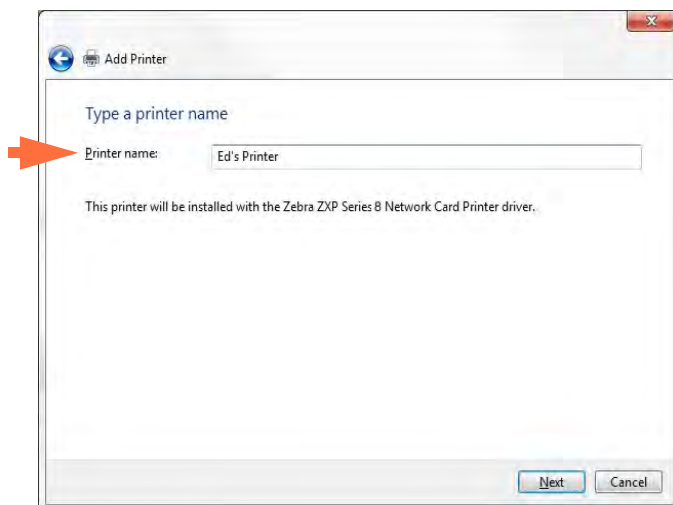 Add Printer
Type a printer name
Printer name: Ed's Printer
This printer will be installed with the Zebra ZXP Series 8 Network Card Printer driver.
Next Cancel